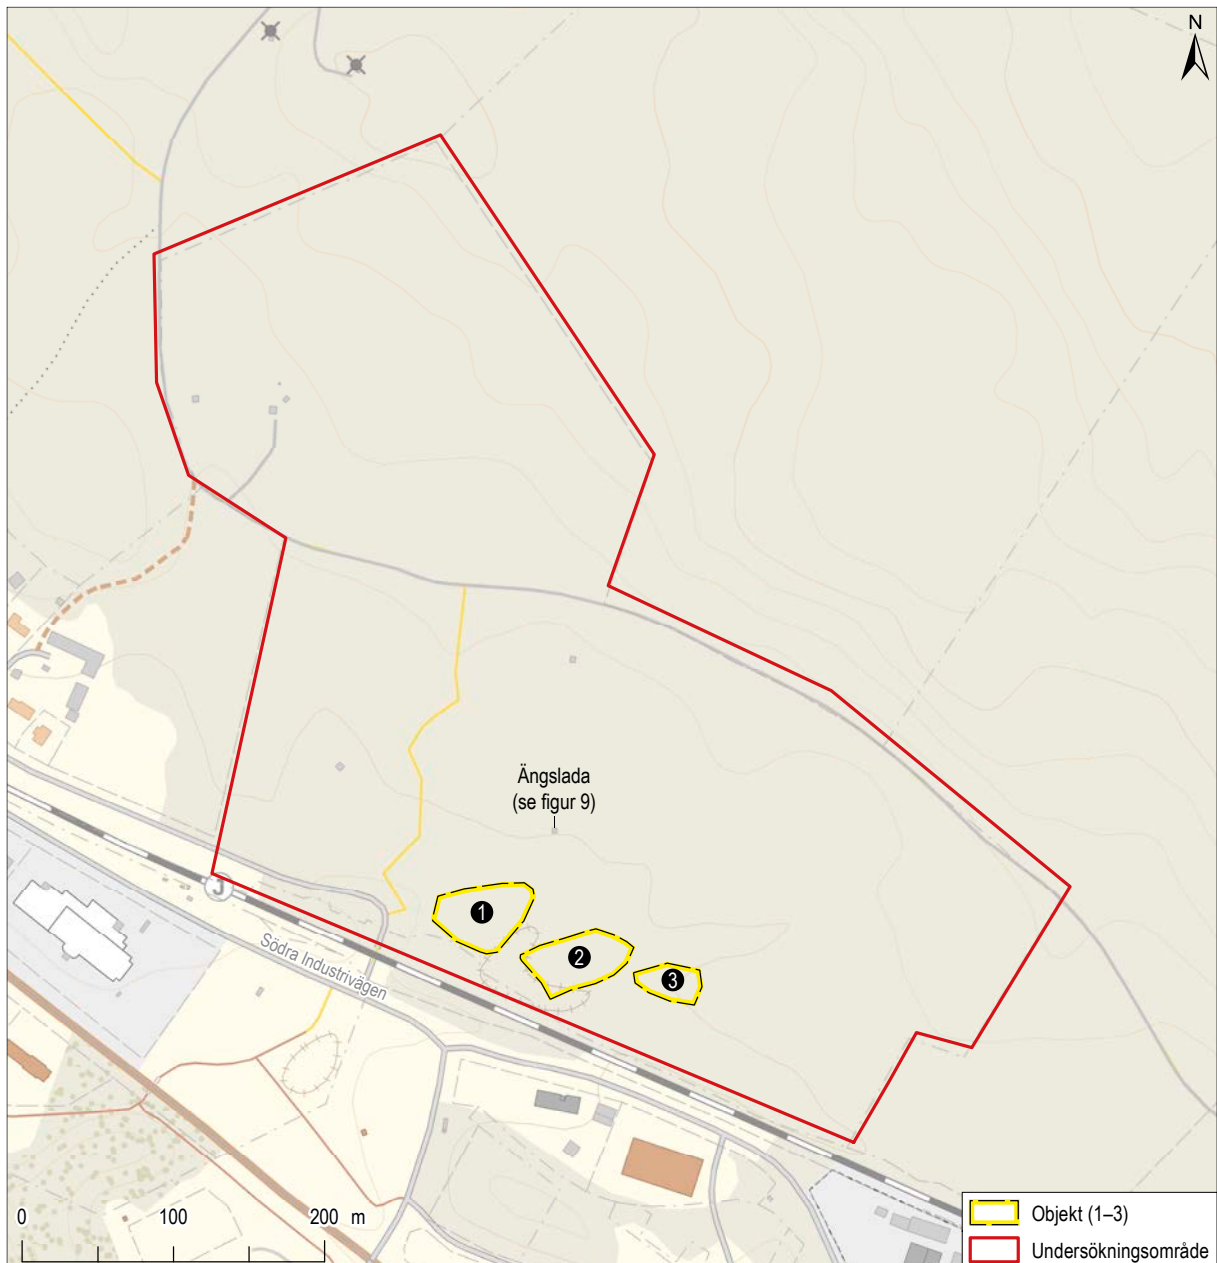 N
Ängslada
(se figur 9)
J
1
2
3
Södra Industrivägen
0 100 200 m
Objekt (1–3)
Undersökningsområde